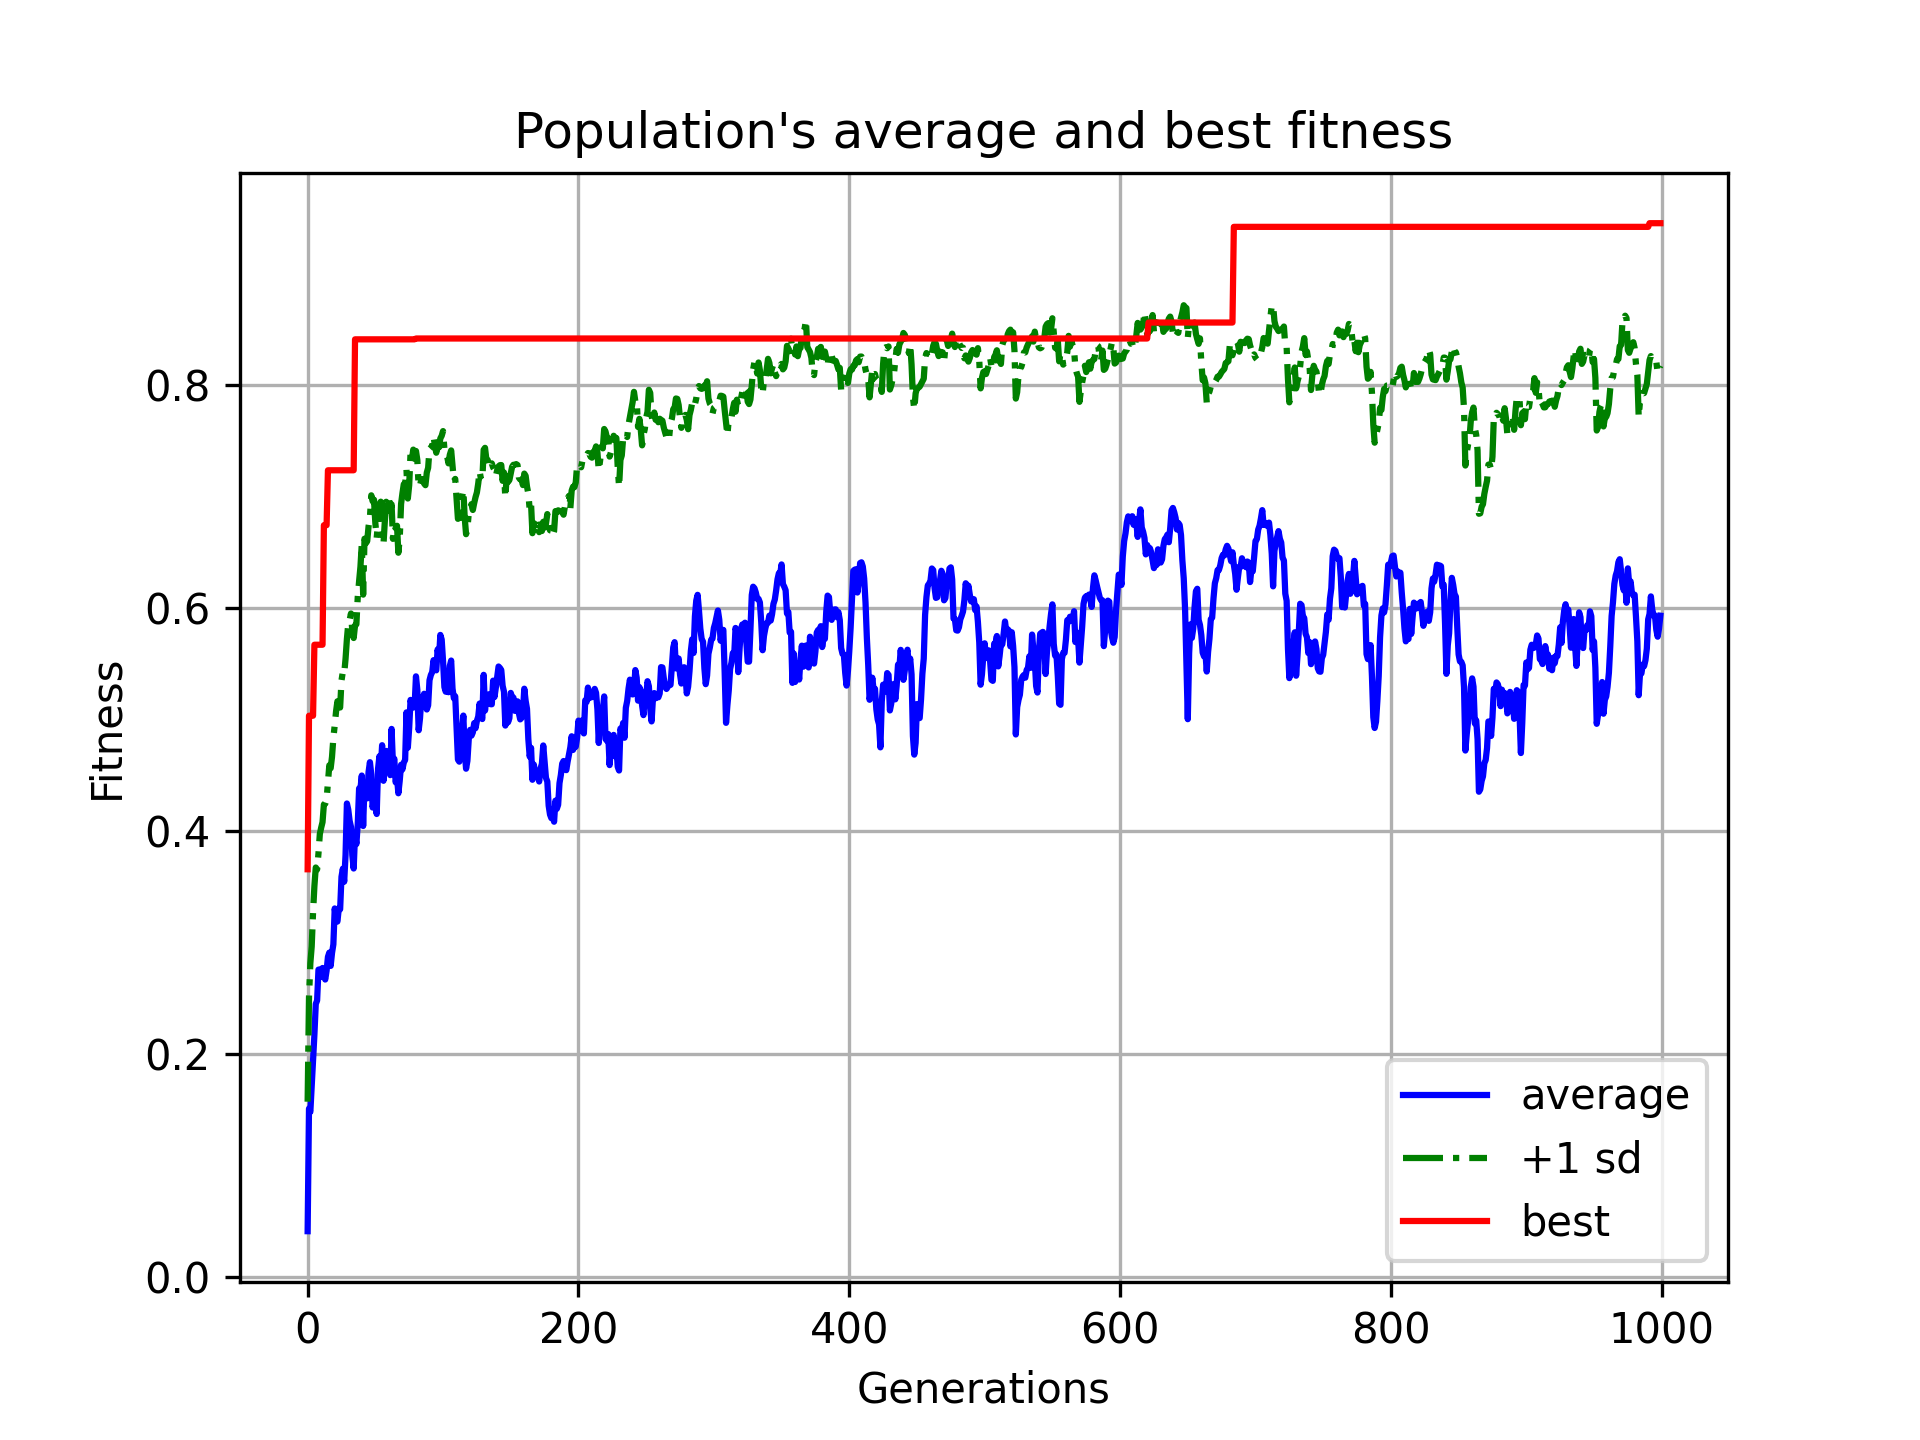 Population's average and best fitness
Fitness
0.8
0.6
0.4
0.2
0.0
average
+1 sd
best
0 200 400 600 800 1000
Generations